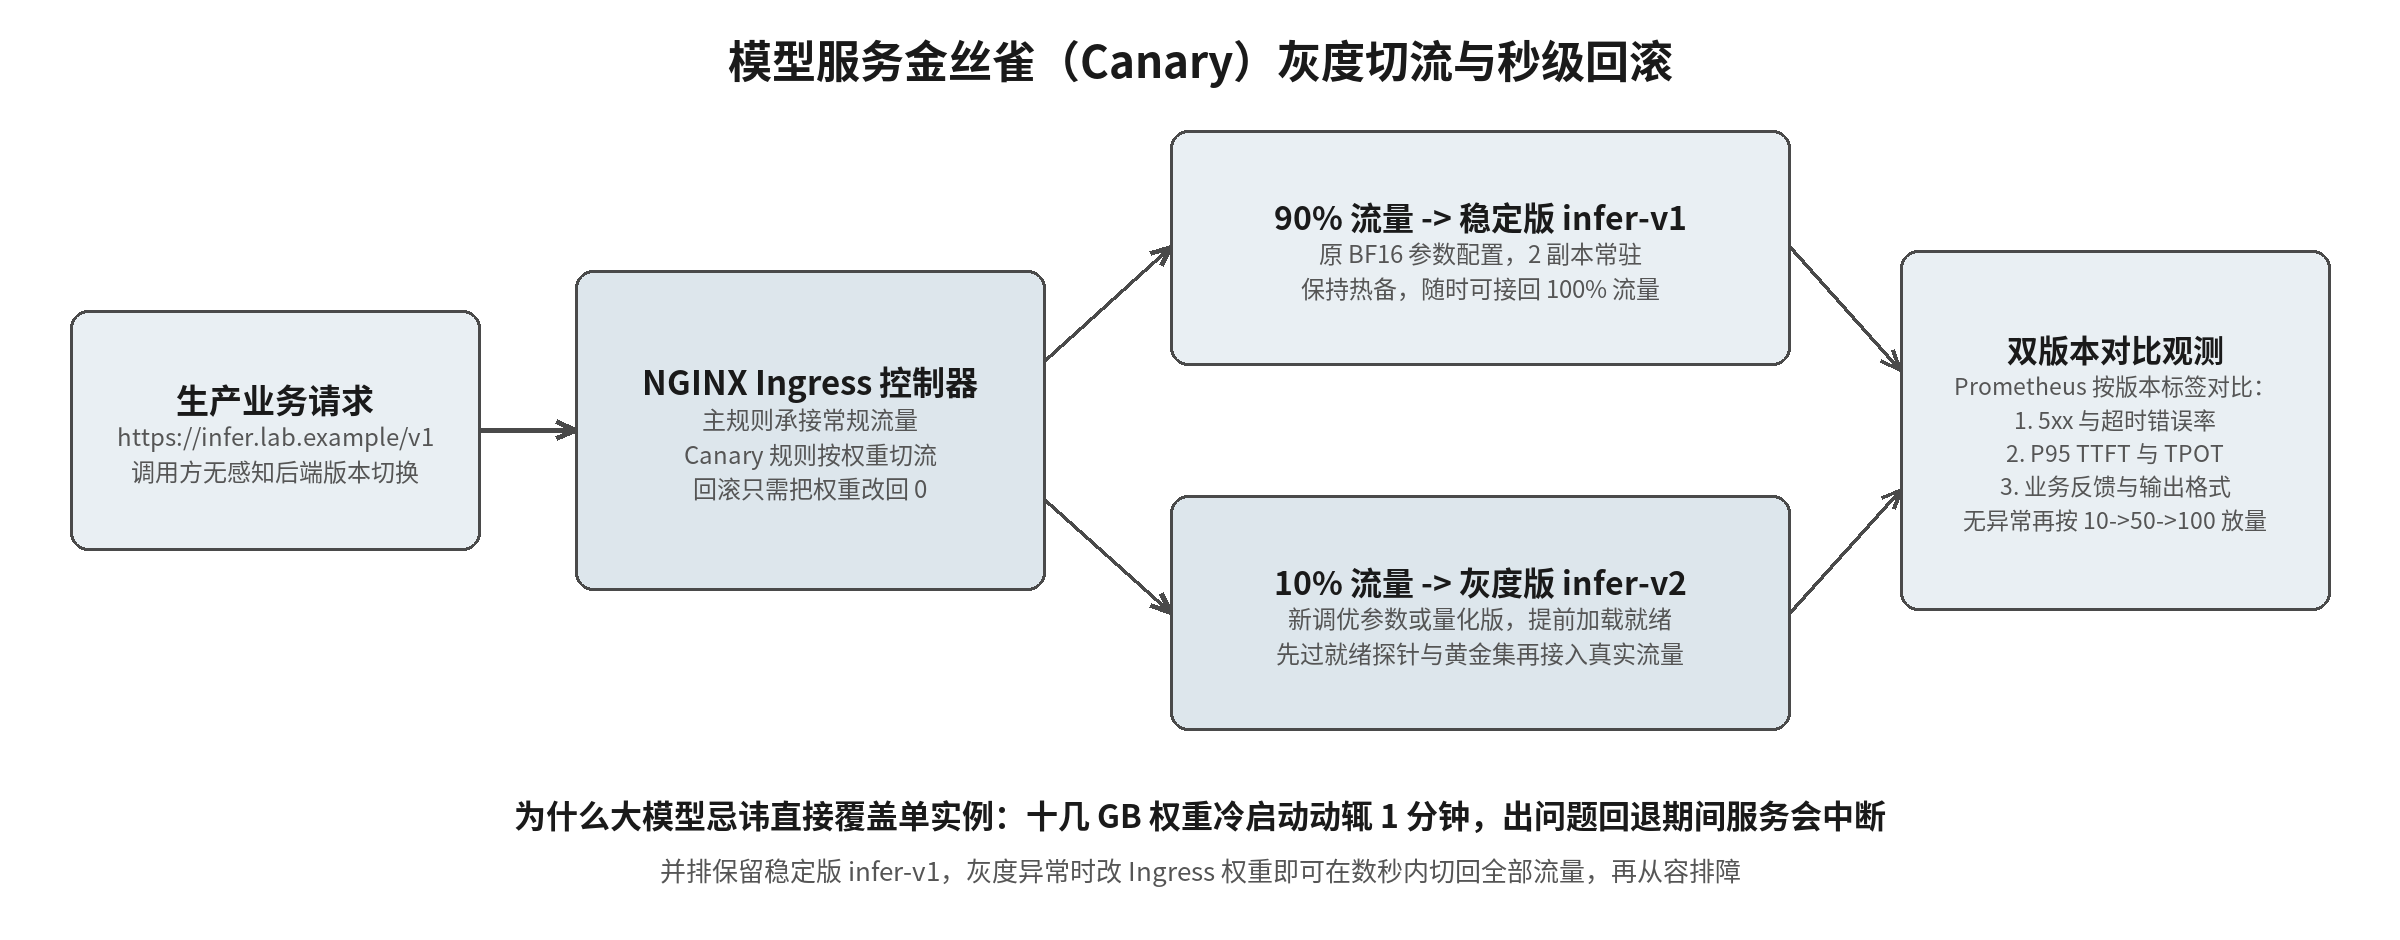 模型服务金丝雀（Canary）灰度切流与秒级回滚
生产业务请求
https://infer.lab.example/v1
调用方无感知后端版本切换
NGINX Ingress 控制器
主规则承接常规流量
Canary 规则按权重切流
回滚只需把权重改回 0
90% 流量 -> 稳定版 infer-v1
原 BF16 参数配置，2 副本常驻
保持热备，随时可接回 100% 流量
10% 流量 -> 灰度版 infer-v2
新调优参数或量化版，提前加载就绪
先过就绪探针与黄金集再接入真实流量
双版本对比观测
Prometheus 按版本标签对比：
1. 5xx 与超时错误率
2. P95 TTFT 与 TPOT
3. 业务反馈与输出格式
无异常再按 10->50->100 放量
为什么大模型忌讳直接覆盖单实例：十几 GB 权重冷启动动辄 1 分钟，出问题回退期间服务会中断
并排保留稳定版 infer-v1，灰度异常时改 Ingress 权重即可在数秒内切回全部流量，再从容排障